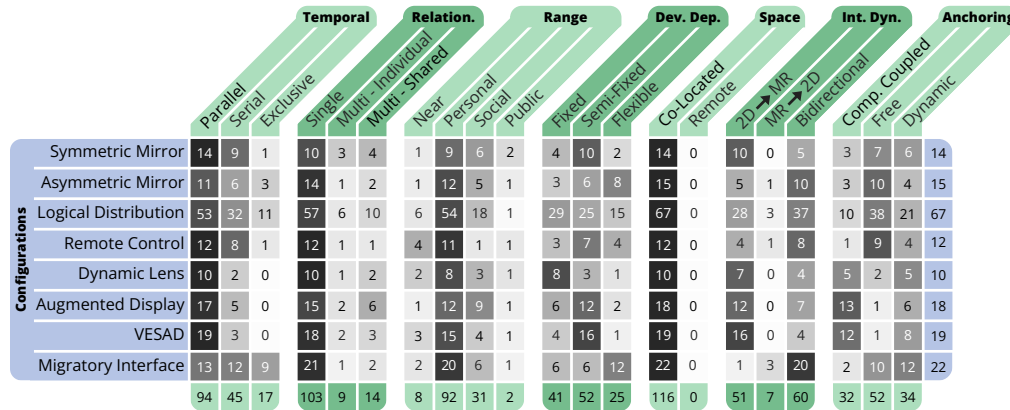 Temporal Relation. Range Dev. Dep. Space Int. Dyn. Anchoring
Parallel Serial Exclusive Single Multi - Individual Multi - Shared Near Personal Social Public Fixed Semi-Fixed Flexible Co-Located Remote 2D → MR MR → 2D Bidirectional Comp. Coupled Free Dynamic
Configurations
Symmetric Mirror 14 9 1 10 3 4 1 9 6 2 4 10 2 14 0 10 0 5 3 7 6 14
Asymmetric Mirror 11 6 3 14 1 2 1 12 5 1 3 6 8 15 0 5 1 10 3 10 4 15
Logical Distribution 53 32 11 57 6 10 6 54 18 1 29 25 15 67 0 28 3 37 10 38 21 67
Remote Control 12 8 1 12 1 1 4 11 1 1 3 7 4 12 0 4 1 8 1 9 4 12
Dynamic Lens 10 2 0 10 1 2 2 8 3 1 8 3 1 10 0 7 0 4 5 2 5 10
Augmented Display 17 5 0 15 2 6 1 12 9 1 6 12 2 18 0 12 0 7 13 1 6 18
VESAD 19 3 0 18 2 3 3 15 4 1 4 16 1 19 0 16 0 4 12 1 8 19
Migratory Interface 13 12 9 21 1 2 2 20 6 1 6 6 12 22 0 1 3 20 2 10 12 22
94 45 17 103 9 14 8 92 31 2 41 52 25 116 0 51 7 60 32 52 34